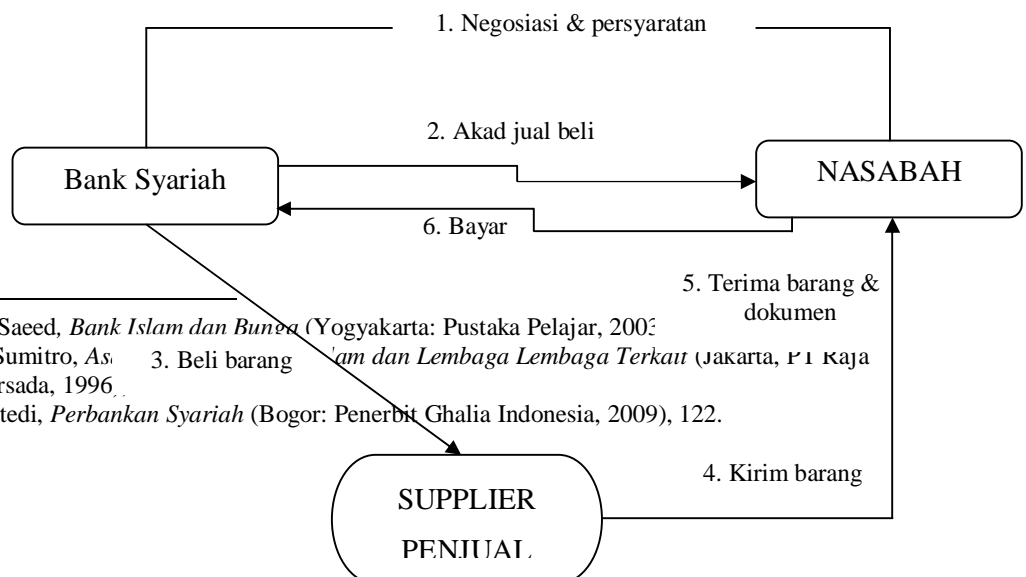 1. Negosiasi & persyaratan
2. Akad jual beli
Bank Syariah
NASABAH
6. Bayar
5. Terima barang &
dokumen
Saeed, Bank Islam dan Bunga (Yogyakarta: Pustaka Pelajar, 2003
Sumitro, dan Lembaga Lembaga Terkait (Jakarta, PT Raja
3. Beli barang
1996
Perbankan Syariah (Bogor: Penerbit Ghalia Indonesia, 2009), 122.
4. Kirim barang
SUPPLIER
PENJUAL